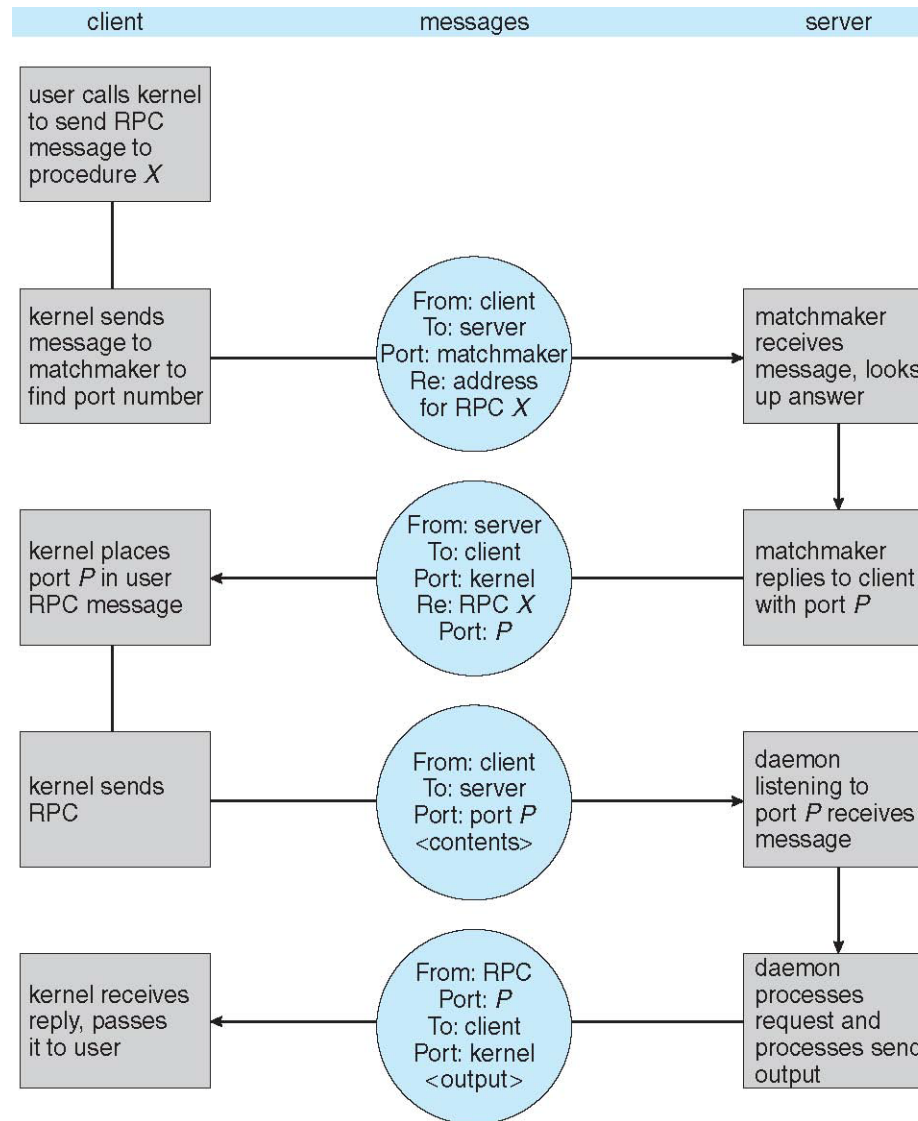 client
messages
server
user calls kernel
to send RPC
message to
procedure X
kernel sends
message to
matchmaker to
find port number
From: client
To: server
Port: matchmaker
Re: address
for RPC X
matchmaker
receives
message, looks
up answer
kernel places
port P in user
RPC message
From: server
To: client
Port: kernel
Re: RPC X
Port: P
matchmaker
replies to client
with port P
kernel sends
RPC
From: client
To: server
Port: port P
<contents>
daemon
listening to
port P receives
message
kernel receives
reply, passes
it to user
From: RPC
Port: P
To: client
Port: kernel
<output>
daemon
processes
request and
processes send
output